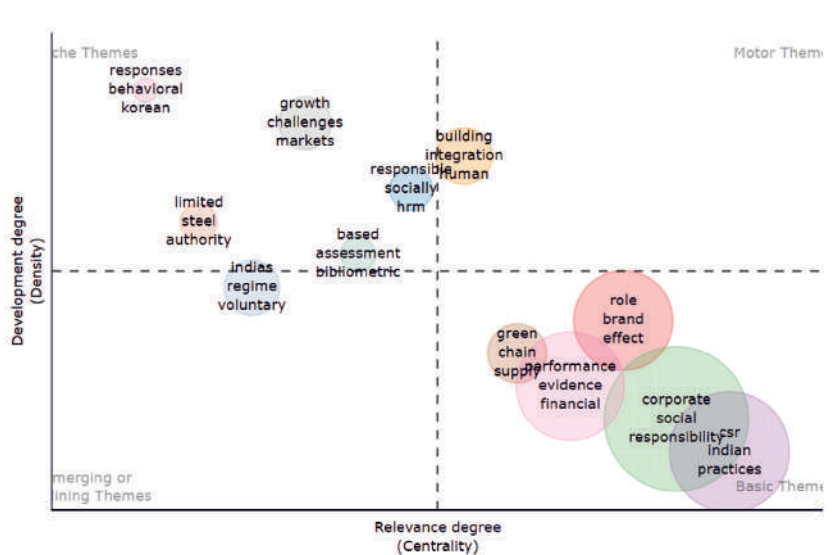 che Themes
Motor Theme
responses
behavioral
korean
growth
challenges
markets
building
integration
human
responsible
socially
hrm
limited
steel
authority
based
assessment
bibliometric
indias
regime
voluntary
role
brand
effect
green
chain
supply
performance
evidence
financial
corporate
social
responsibility
csr
indian
practices
merging or
ining Themes
Basic Theme
Development degree
(Density)
Relevance degree
(Centrality)